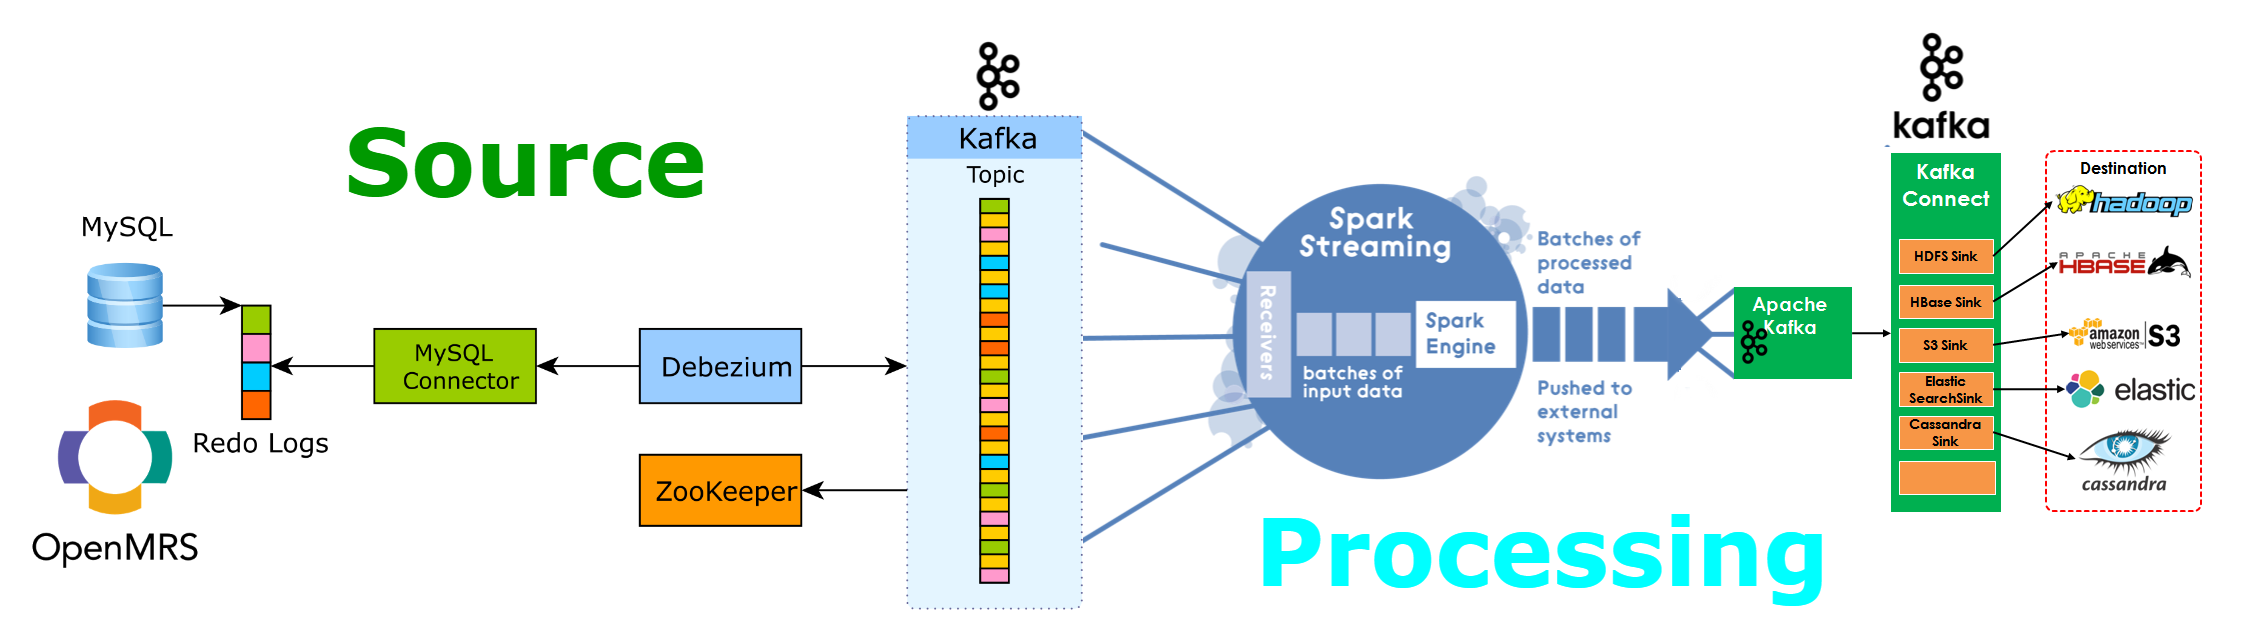 Source
MySQL
Redo Logs
OpenMRS
MySQL
Connector
Debezium
ZooKeeper
Kafka
Topic
Spark
Streaming
Receivers
batches of
input data
Spark
Engine
Batches of
processed
data
Pushed to
external
systems
Processing
Apache
Kafka
kafka
Kafka
Connect
HDFS Sink
HBase Sink
S3 Sink
Elastic
SearchSink
Cassandra
Sink
Destination
hadoop
APACHE
HBASE
amazon
webservices™
S3
elastic
cassandra